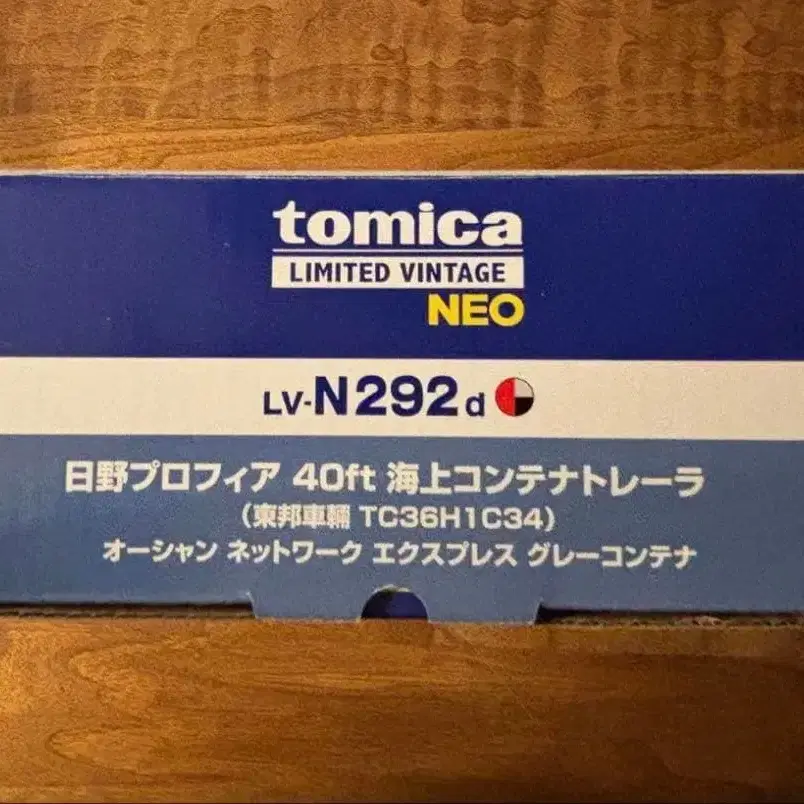 tomica
LIMITED VINTAGE
NEO
LV-N292d
日野プロフィア 40ft 海上コンテナトレーラ
(東邦車輛 TC36H1C34)
オーシャン ネットワーク エクスプレス グレーコンテナ